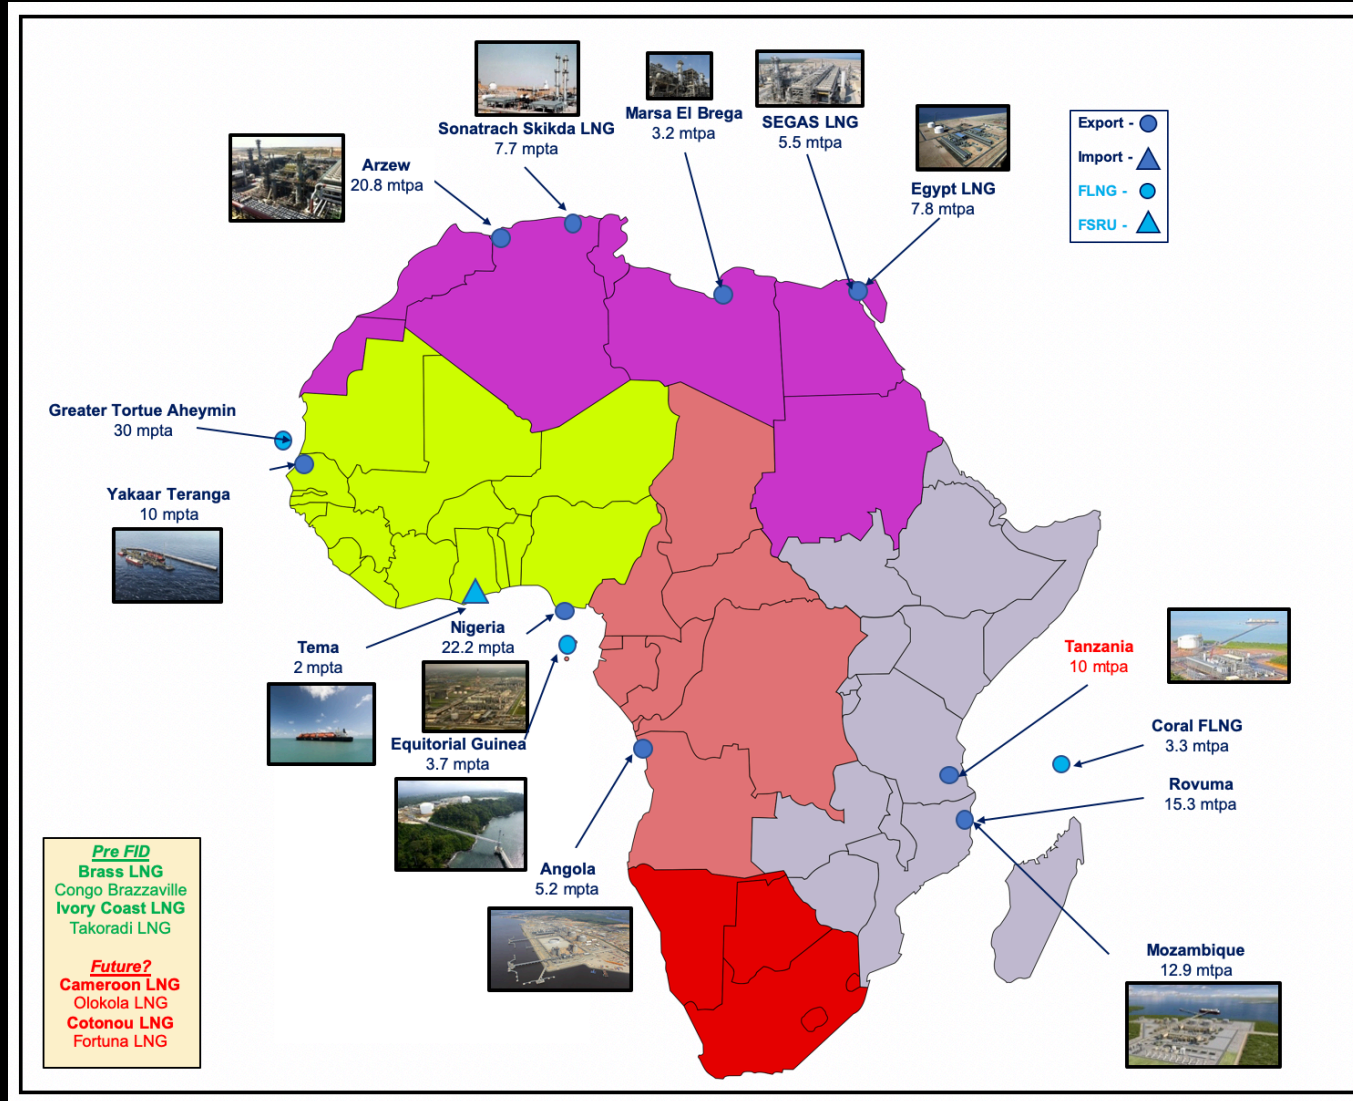 Sonatrach Skikda LNG
7.7 mpta
Marsa El Brega
3.2 mtpa
SEGAS LNG
5.5 mtpa
Arzew
20.8 mtpa
Egypt LNG
7.8 mtpa
Export -
Import -
FLNG -
FSRU -
Greater Tortue Aheymin
30 mpta
Yakaar Teranga
10 mpta
Tema
2 mpta
Nigeria
22.2 mpta
Equitorial Guinea
3.7 mpta
Angola
5.2 mpta
Tanzania
10 mtpa
Coral FLNG
3.3 mtpa
Rovuma
15.3 mtpa
Mozambique
12.9 mtpa
Pre FID
Brass LNG
Congo Brazzaville
Ivory Coast LNG
Takoradi LNG
Future?
Cameroon LNG
Olokola LNG
Cotonou LNG
Fortuna LNG